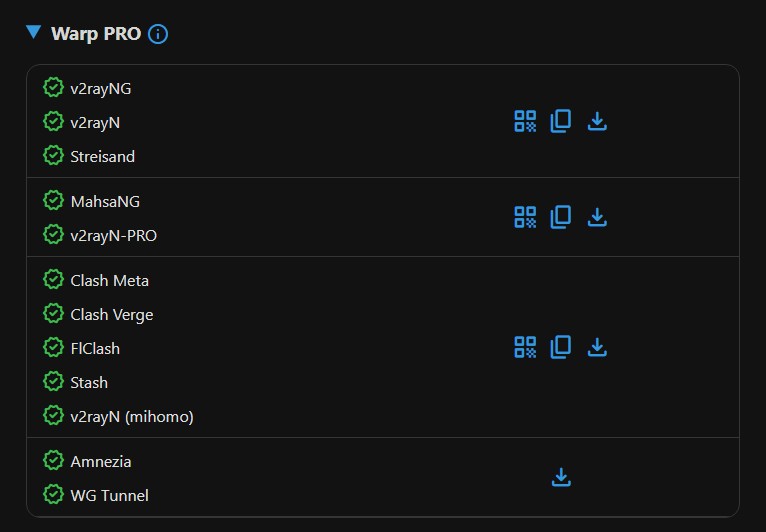 Warp PRO
v2rayNG
v2rayN
Streisand
MahsaNG
v2rayN-PRO
Clash Meta
Clash Verge
FlClash
Stash
v2rayN (mihomo)
Amnezia
WG Tunnel